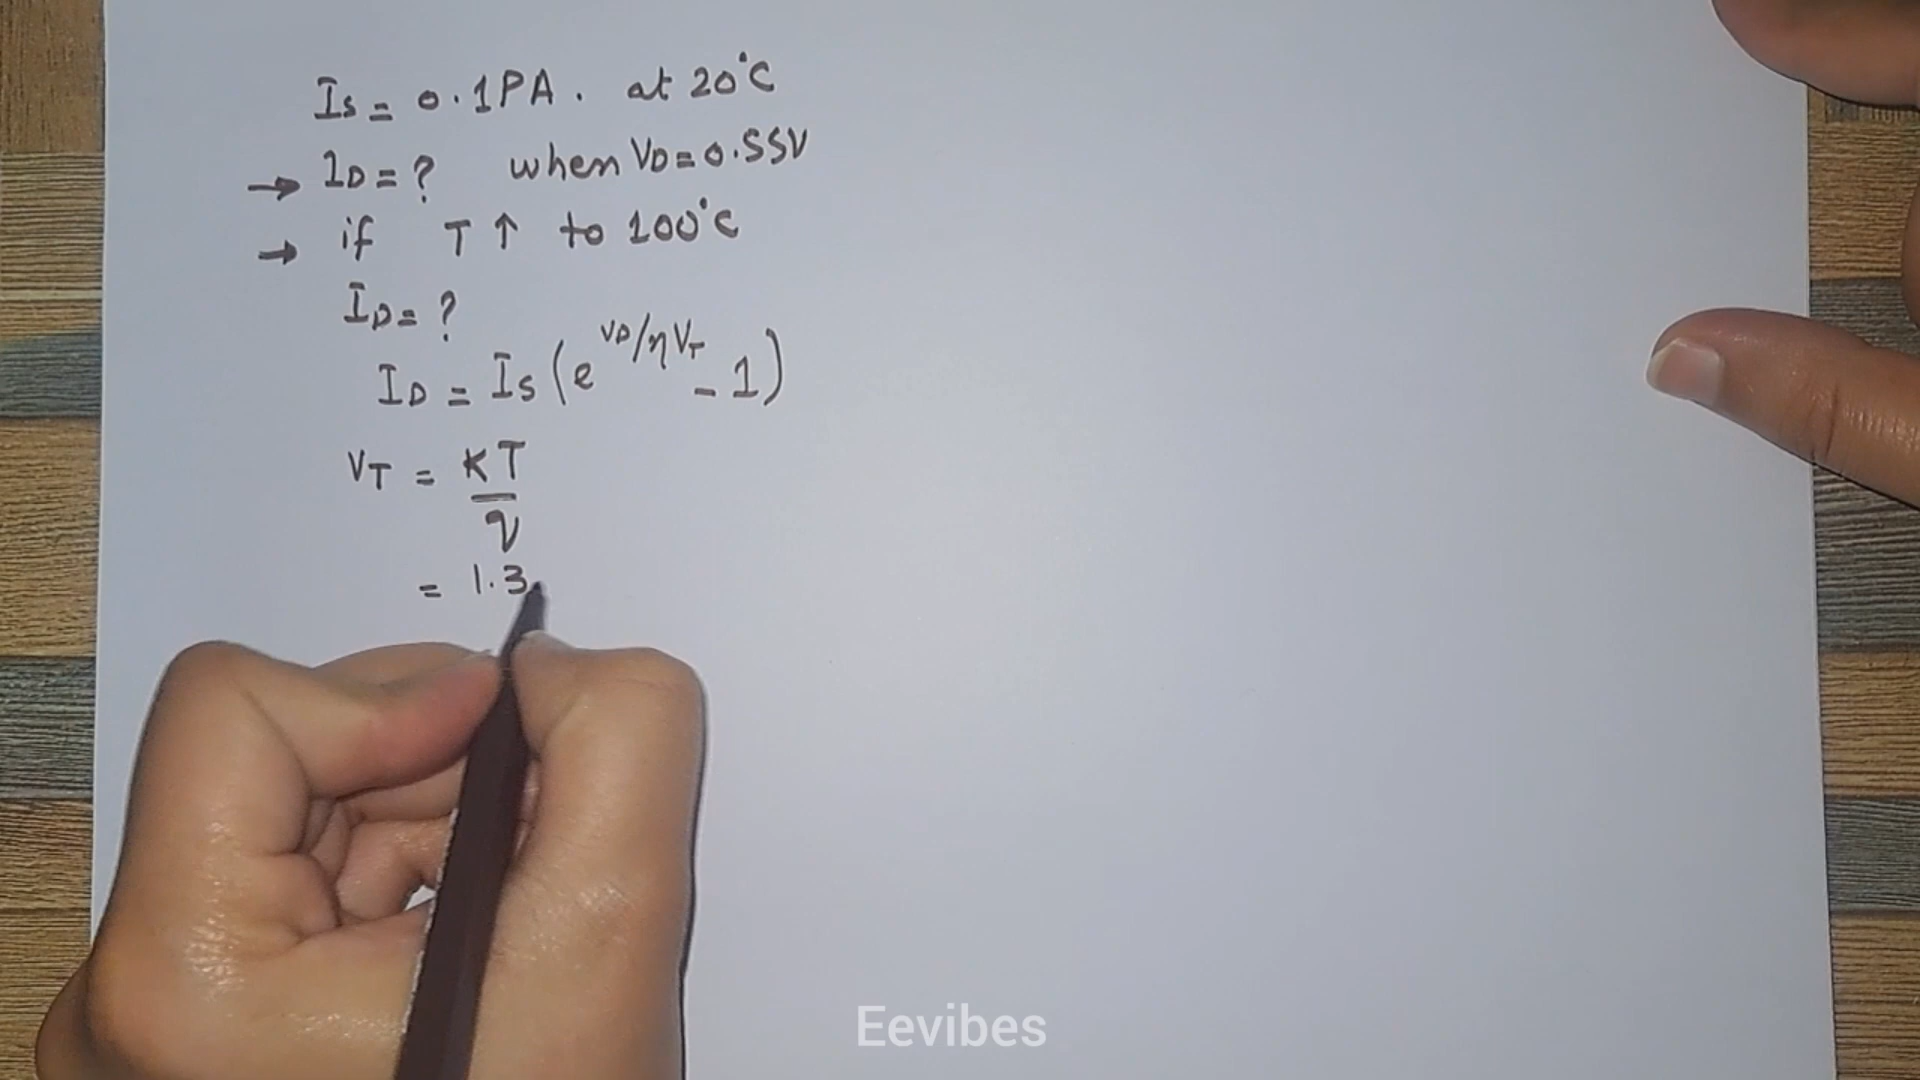 Is = 0.1PA. at 20°C
→ ID = ? when VD = 0.55V
→ if T ↑ to 100°C
ID = ?
ID = Is (e^VD/ηVT - 1)
VT = KT/q
= 1.3
Eevibes